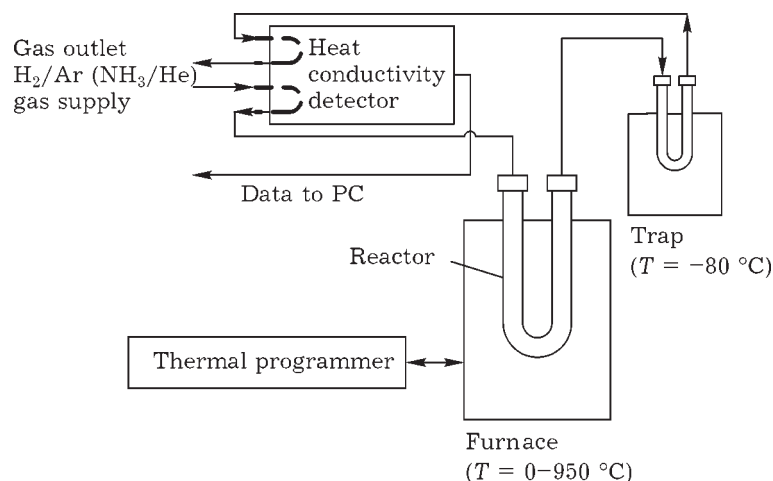 Gas outlet
H₂/Ar (NH₃/He)
gas supply
Heat
conductivity
detector
Data to PC
Trap
(T = −80 °C)
Reactor
Thermal programmer
Furnace
(T = 0–950 °C)